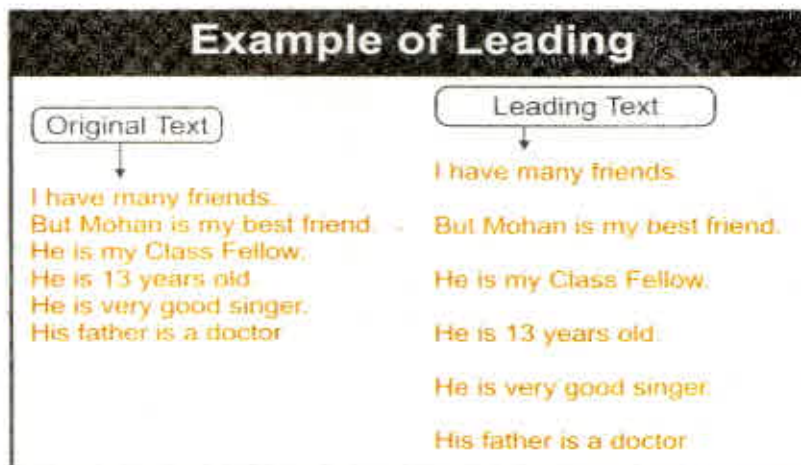 Example of Leading
Original Text
I have many friends.
But Mohan is my best friend.
He is my Class Fellow.
He is 13 years old
He is very good singer.
His father is a doctor
Leading Text
I have many friends.
But Mohan is my best friend.
He is my Class Fellow.
He is 13 years old.
He is very good singer.
His father is a doctor